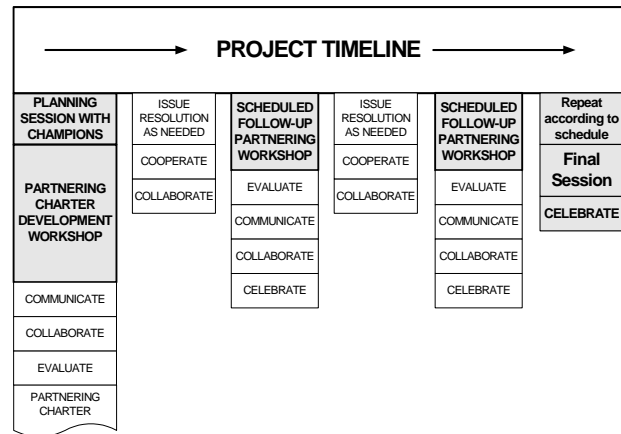 PROJECT TIMELINE
PLANNING
SESSION WITH
CHAMPIONS
PARTNERING
CHARTER
DEVELOPMENT
WORKSHOP
COMMUNICATE
COLLABORATE
EVALUATE
PARTNERING
CHARTER
ISSUE
RESOLUTION
AS NEEDED
COOPERATE
COLLABORATE
SCHEDULED
FOLLOW-UP
PARTNERING
WORKSHOP
EVALUATE
COMMUNICATE
COLLABORATE
CELEBRATE
ISSUE
RESOLUTION
AS NEEDED
COOPERATE
COLLABORATE
SCHEDULED
FOLLOW-UP
PARTNERING
WORKSHOP
EVALUATE
COMMUNICATE
COLLABORATE
CELEBRATE
Repeat
according to
schedule
Final
Session
CELEBRATE